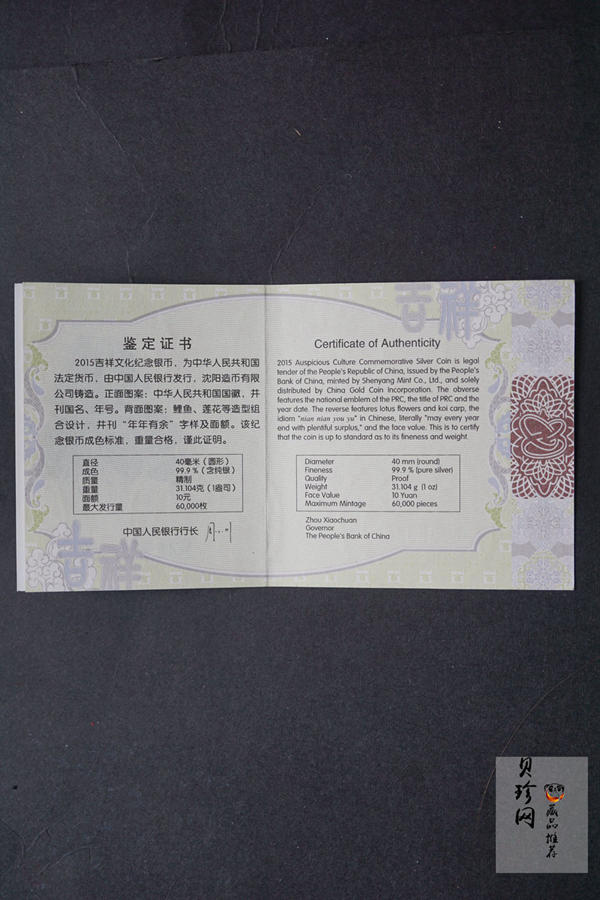 吉祥
鉴定证书
2015吉祥文化纪念银币，为中华人民共和国
法定货币，由中国人民银行发行，沈阳造币有限
公司铸造。正面图案：中华人民共和国国徽，并
刊国名、年号。背面图案：鲤鱼、莲花等造型组
合设计，并刊“年年有余”字样及面额。该纪
念银币成色标准，重量合格，谨此证明。
直径 40毫米（圆形）
成色 99.9％（含纯银）
质量 精制
重量 31.104克（1盎司）
面额 10元
最大发行量 60,000枚
中国人民银行行长
吉祥
Certificate of Authenticity
2015 Auspicious Culture Commemorative Silver Coin is legal
tender of the People's Republic of China, issued by the People's
Bank of China, minted by Shenyang Mint Co., Ltd., and solely
distributed by China Gold Coin Incorporation. The obverse
features the national emblem of the PRC, the title of PRC and the
year date. The reverse features lotus flowers and koi carp, the
idiom "nian nian you yu" in Chinese, literally "may every year
end with plentiful surplus," and the face value. This is to certify
that the coin is up to standard as to its fineness and weight.
Diameter 40 mm (round)
Fineness 99.9 % (pure silver)
Quality Proof
Weight 31.104 g (1 oz)
Face Value 10 Yuan
Maximum Mintage 60,000 pieces
Zhou Xiaochuan
Governor
The People's Bank of China
贝珍网
藏品推荐